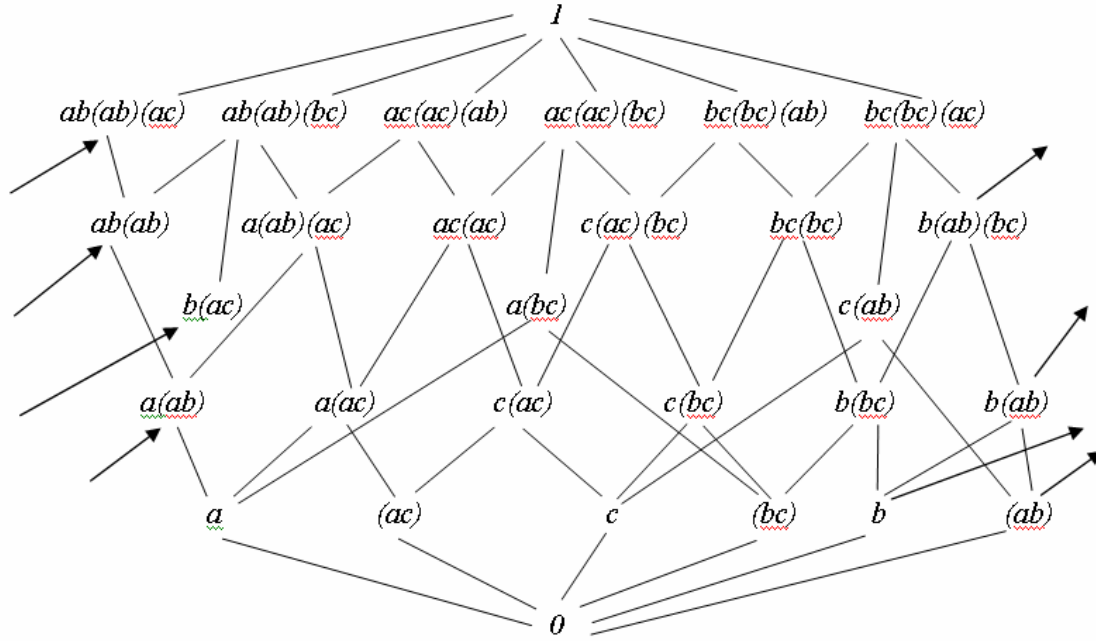 1
ab(ab)(ac) ab(ab)(bc) ac(ac)(ab) ac(ac)(bc) bc(bc)(ab) bc(bc)(ac)
ab(ab) a(ab)(ac) ac(ac) c(ac)(bc) bc(bc) b(ab)(bc)
b(ac) a(bc) c(ab)
a(ab) a(ac) c(ac) c(bc) b(bc) b(ab)
a (ac) c (bc) b (ab)
0